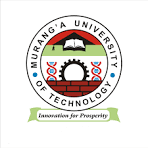 MURANG'A UNIVERSITY
OF TECHNOLOGY
Innovation for Prosperity